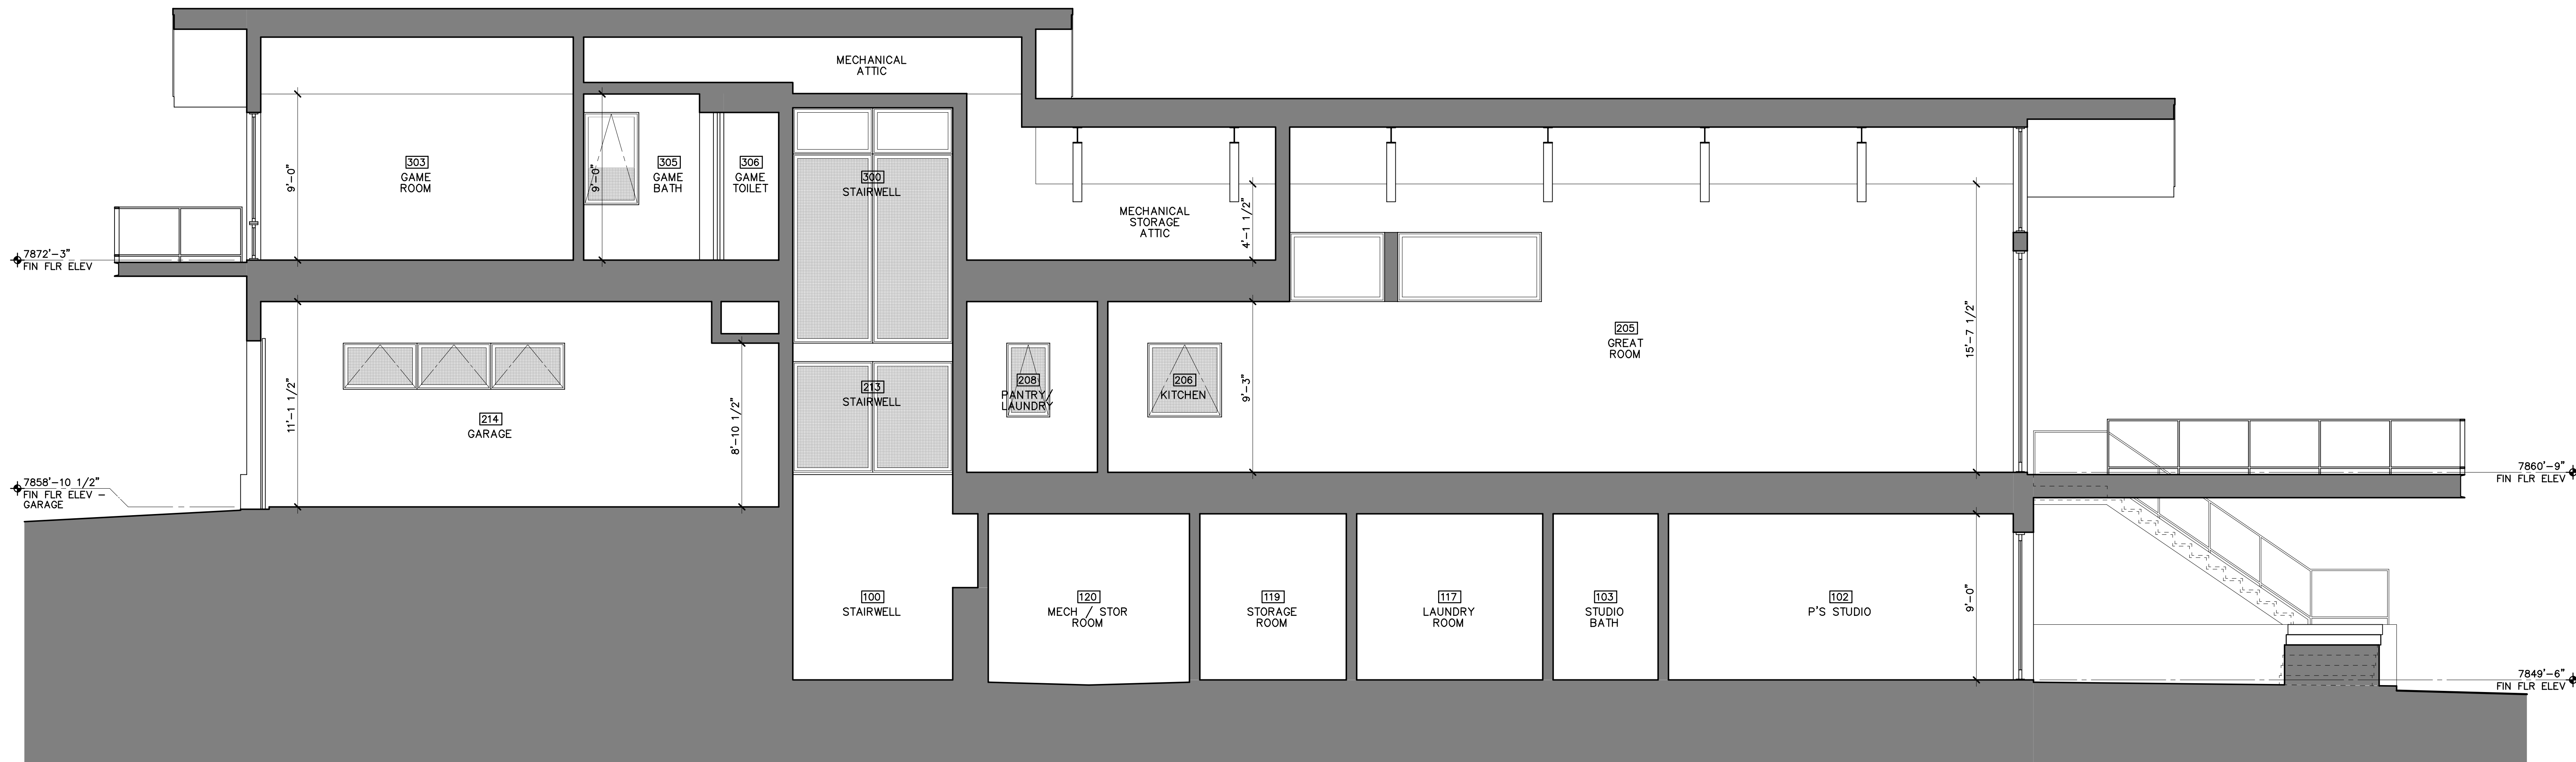 MECHANICAL
ATTIC
303
GAME
ROOM
9'-0"
305
GAME
BATH
9'-0"
306
GAME
TOILET
300
STAIRWELL
MECHANICAL
STORAGE
ATTIC
4'-1 1/2"
7872'-3"
FIN FLR ELEV
205
GREAT
ROOM
15'-7 1/2"
213
STAIRWELL
208
PANTRY/
LAUNDRY
206
KITCHEN
9'-3"
11'-1 1/2"
214
GARAGE
8'-10 1/2"
7858'-10 1/2"
FIN FLR ELEV -
GARAGE
7860'-9"
FIN FLR ELEV
100
STAIRWELL
120
MECH / STOR
ROOM
119
STORAGE
ROOM
117
LAUNDRY
ROOM
103
STUDIO
BATH
102
P'S STUDIO
9'-0"
7849'-6"
FIN FLR ELEV